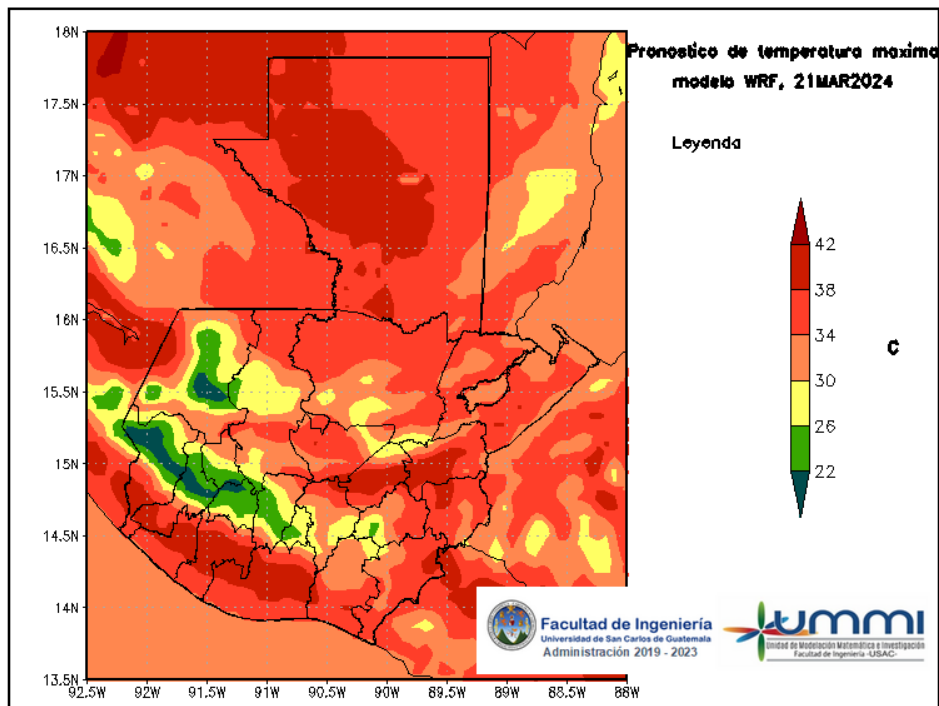 Pronostico de temperatura maxima
modelo WRF, 21MAR2024
Leyenda
42
38
34
30
26
22
C
18N
17.5N
17N
16.5N
16N
15.5N
15N
14.5N
14N
13.5N
92.5W
92W
91.5W
91W
90.5W
90W
89.5W
89W
88.5W
88W
Facultad de Ingeniería
Universidad de San Carlos de Guatemala
Administración 2019 - 2023
UMMI
Unidad de Modelación Matemática e Investigación
Facultad de Ingeniería -USAC-